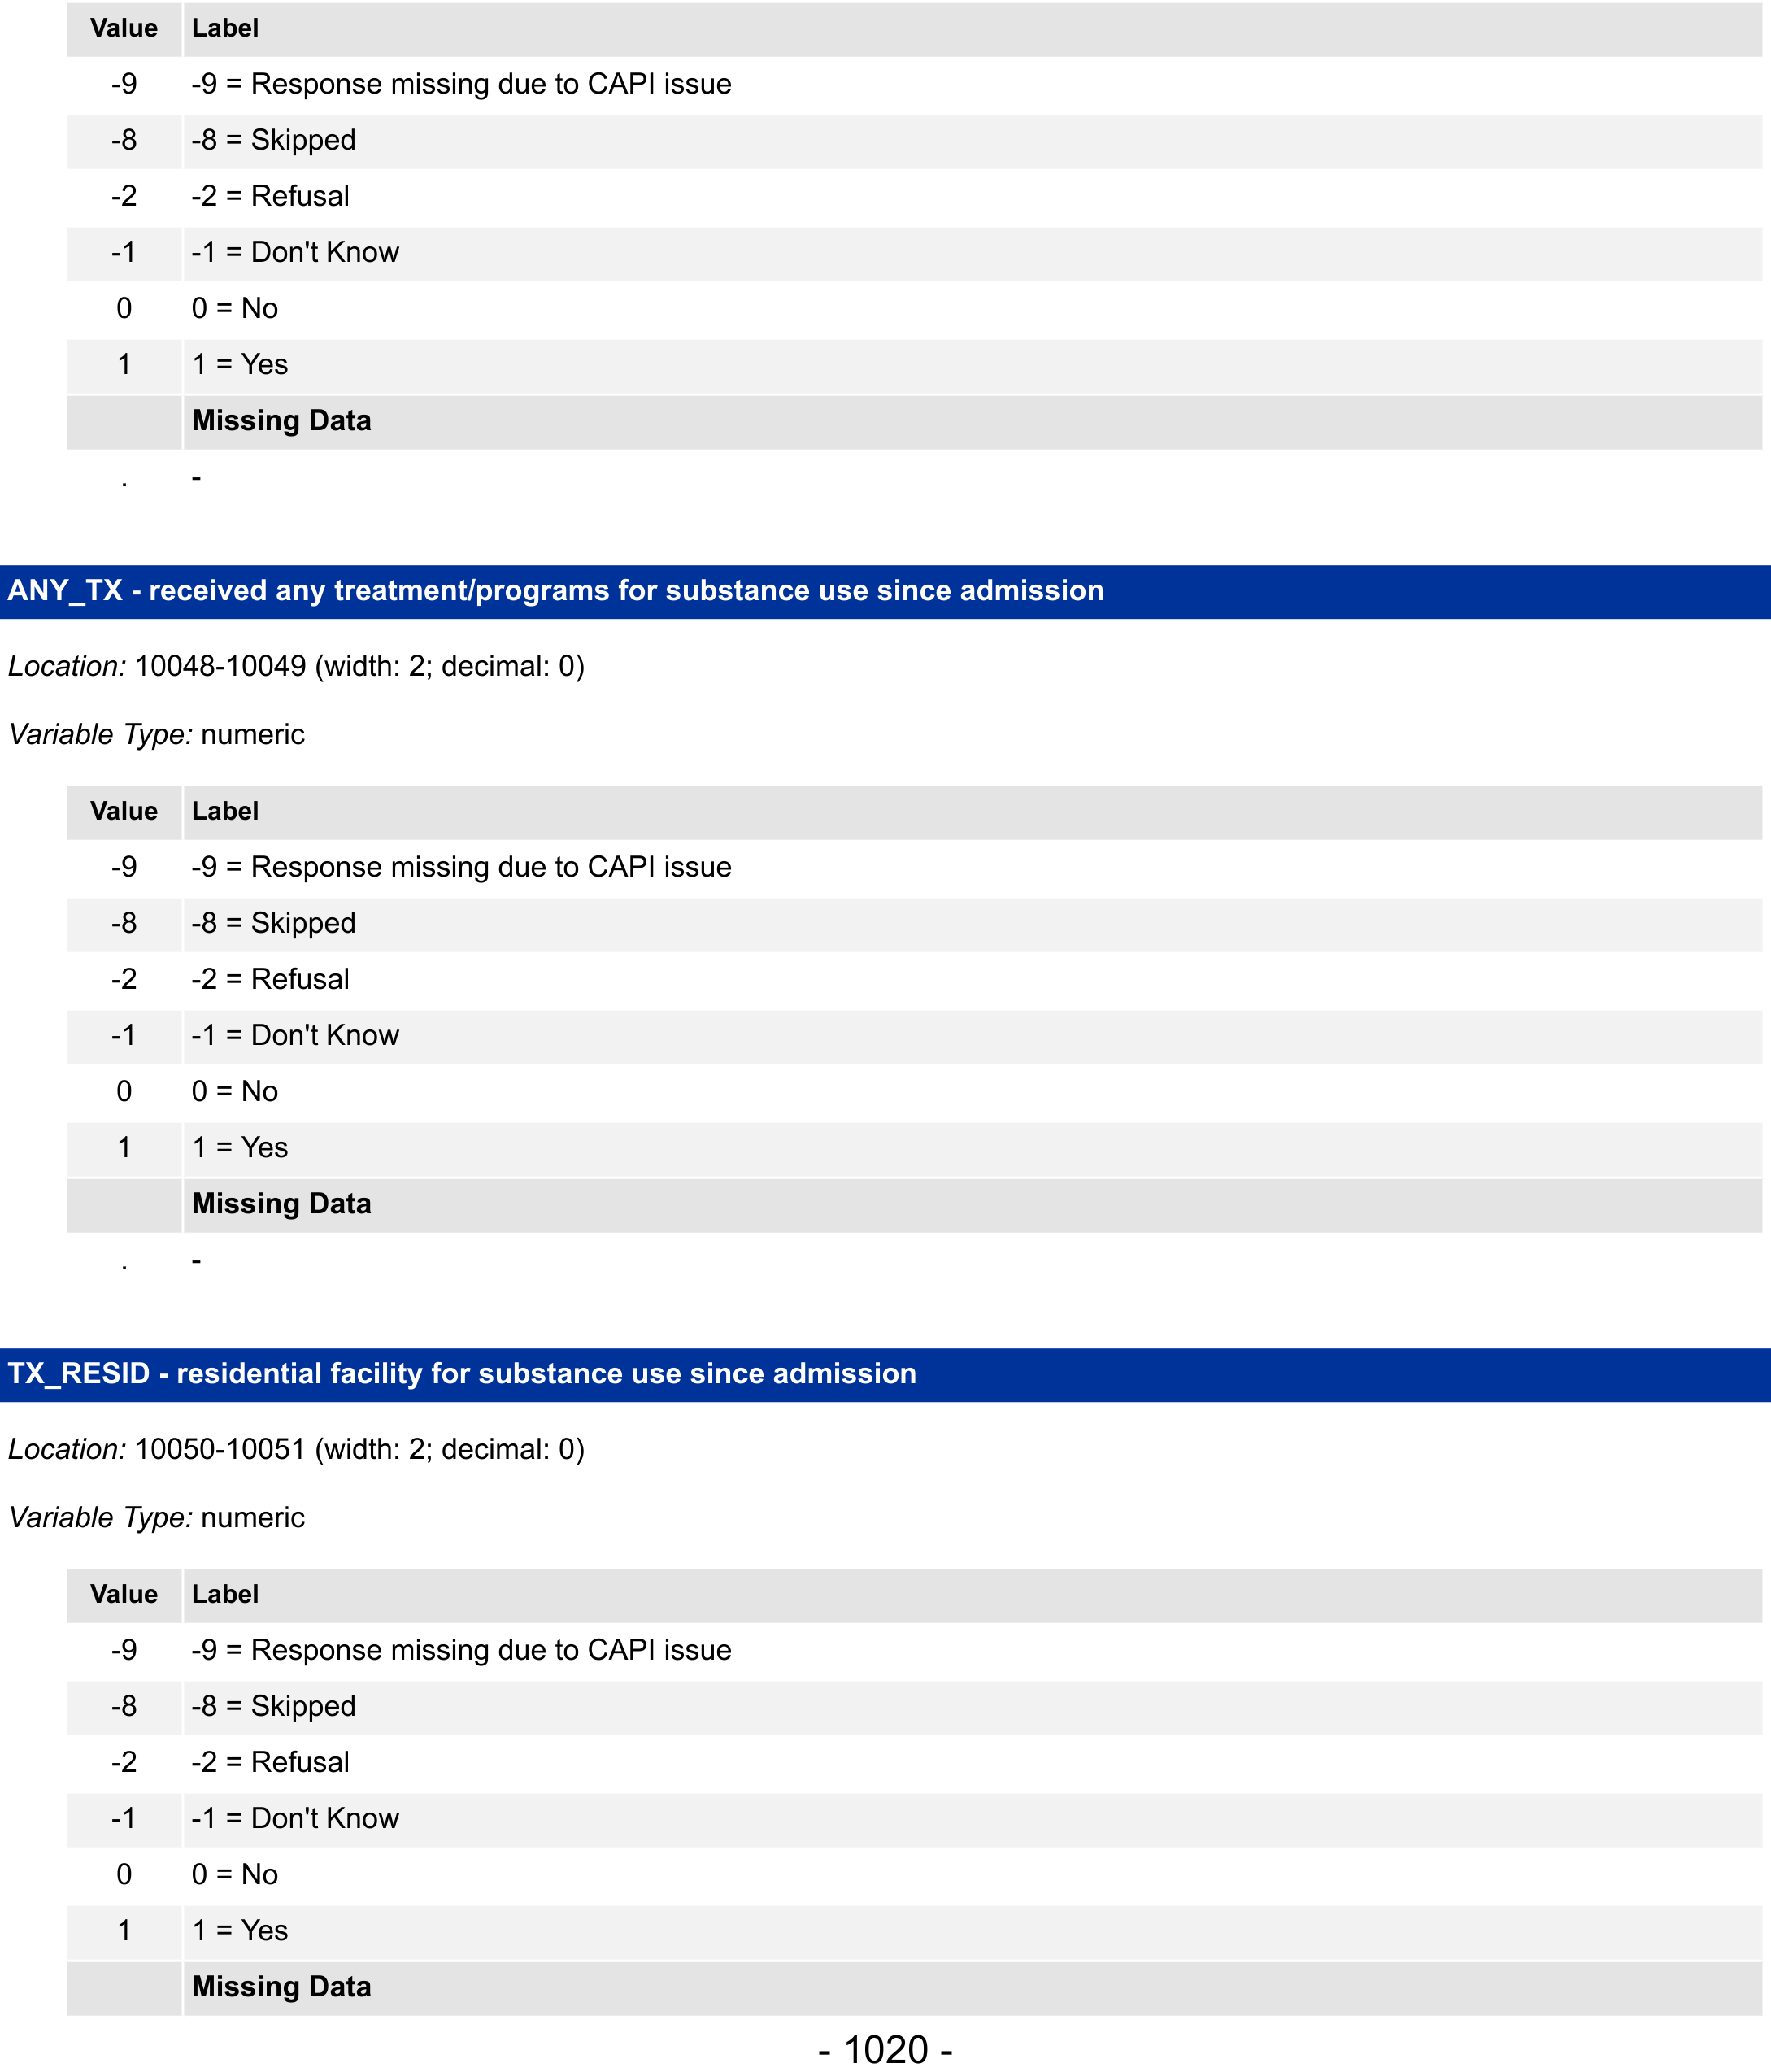 Value Label
-9 -9 = Response missing due to CAPI issue
-8 -8 = Skipped
-2 -2 = Refusal
-1 -1 = Don't Know
0 0 = No
1 1 = Yes
Missing Data
. -
ANY_TX - received any treatment/programs for substance use since admission
Location: 10048-10049 (width: 2; decimal: 0)
Variable Type: numeric
Value Label
-9 -9 = Response missing due to CAPI issue
-8 -8 = Skipped
-2 -2 = Refusal
-1 -1 = Don't Know
0 0 = No
1 1 = Yes
Missing Data
. -
TX_RESID - residential facility for substance use since admission
Location: 10050-10051 (width: 2; decimal: 0)
Variable Type: numeric
Value Label
-9 -9 = Response missing due to CAPI issue
-8 -8 = Skipped
-2 -2 = Refusal
-1 -1 = Don't Know
0 0 = No
1 1 = Yes
Missing Data
- 1020 -